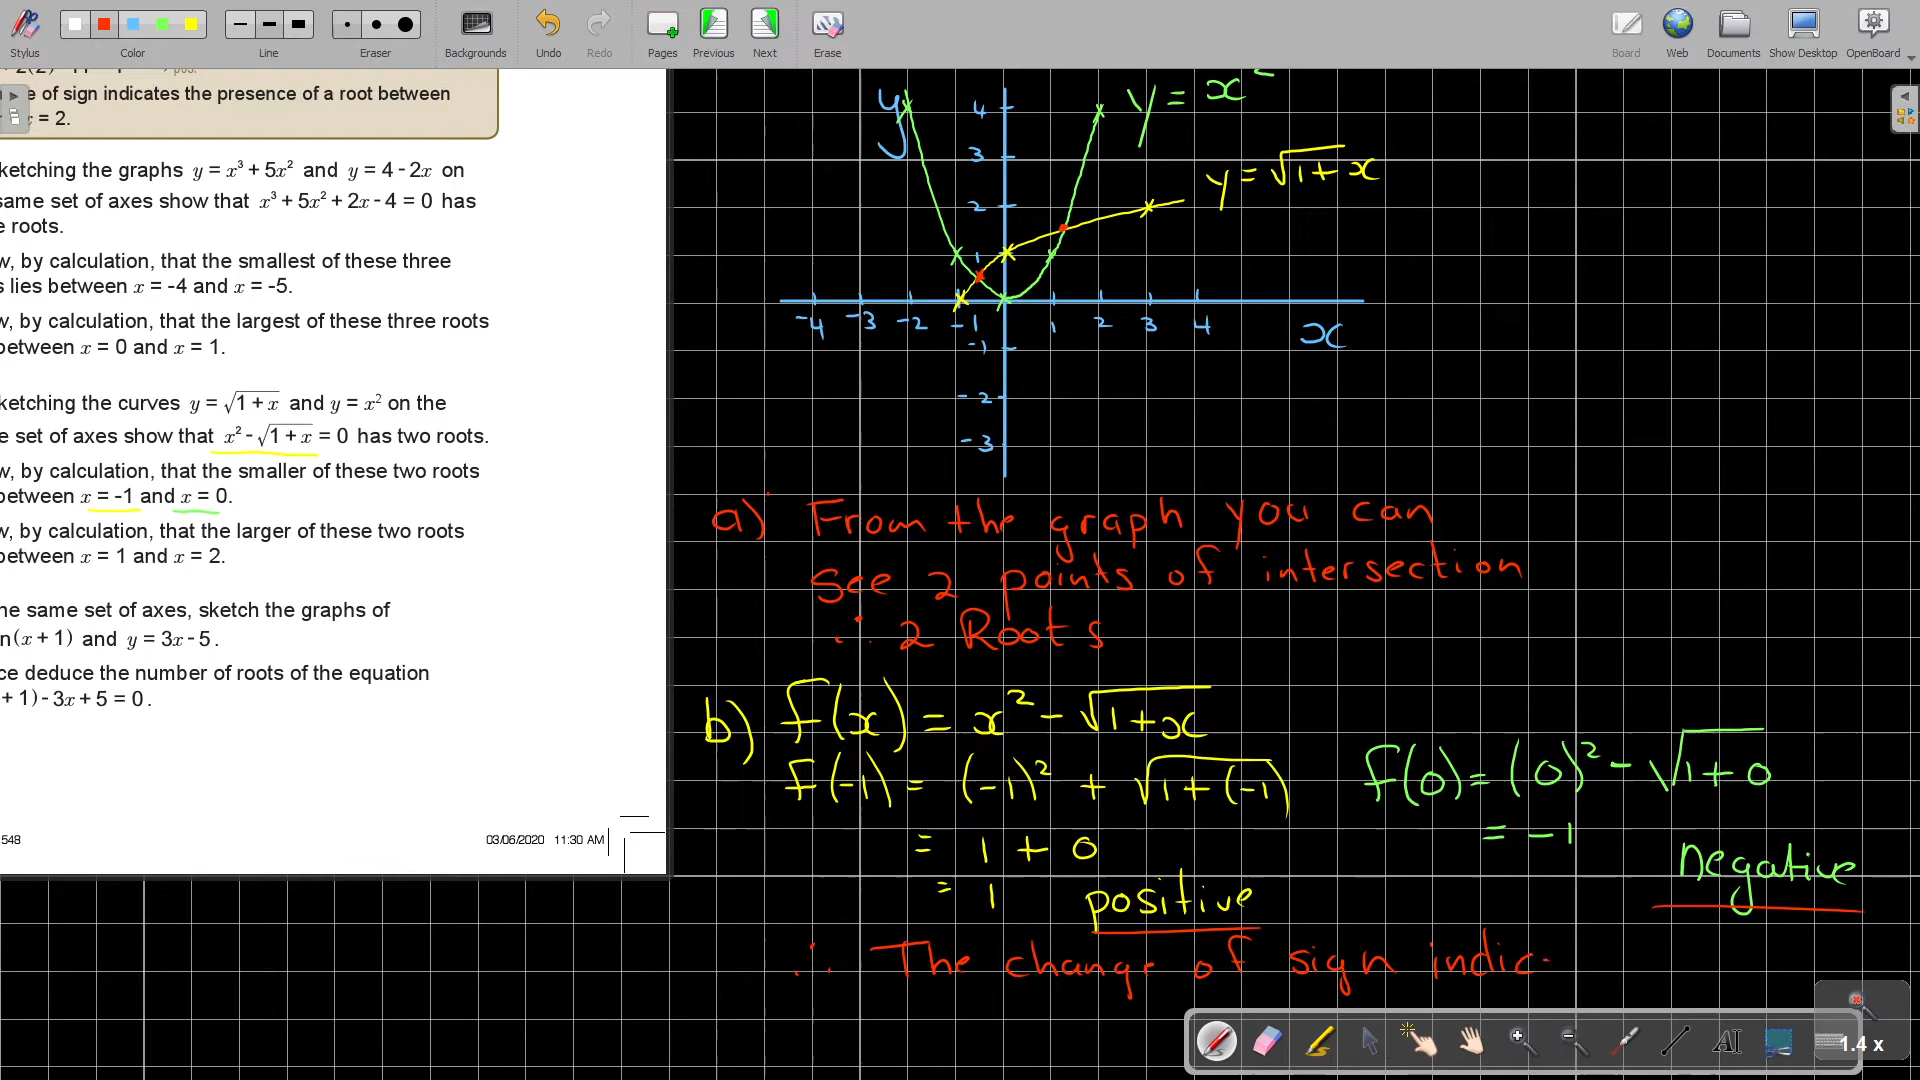 Stylus
Color
Line
Eraser
Backgrounds
Undo
Redo
Pages
Previous
Next
Erase
Board
Web
Documents
Show Desktop
OpenBoard
pos.
e of sign indicates the presence of a root between
x = 2.
ketching the graphs y = x³ + 5x² and y = 4 - 2x on
same set of axes show that x³ + 5x² + 2x - 4 = 0 has
e roots.
w, by calculation, that the smallest of these three
s lies between x = -4 and x = -5.
w, by calculation, that the largest of these three roots
between x = 0 and x = 1.
ketching the curves y = √(1 + x) and y = x² on the
e set of axes show that x² - √(1 + x) = 0 has two roots.
w, by calculation, that the smaller of these two roots
between x = -1 and x = 0.
w, by calculation, that the larger of these two roots
between x = 1 and x = 2.
ne same set of axes, sketch the graphs of
n(x + 1) and y = 3x - 5.
ce deduce the number of roots of the equation
+ 1) - 3x + 5 = 0.
548
03/06/2020 11:30 AM
y
4
3
2
1
-4 -3 -2 -1 1 2 3 4
x
-1
-2
-3
y = x²
y = √(1+x)
a) From the graph you can
See 2 points of intersection
∴ 2 Roots
b) f(x) = x² - √(1+x)
f(-1) = (-1)² + √(1+(-1))
= 1 + 0
= 1 positive
f(0) = (0)² - √(1+0)
= -1
negative
∴ The change of sign indic
1.4 x